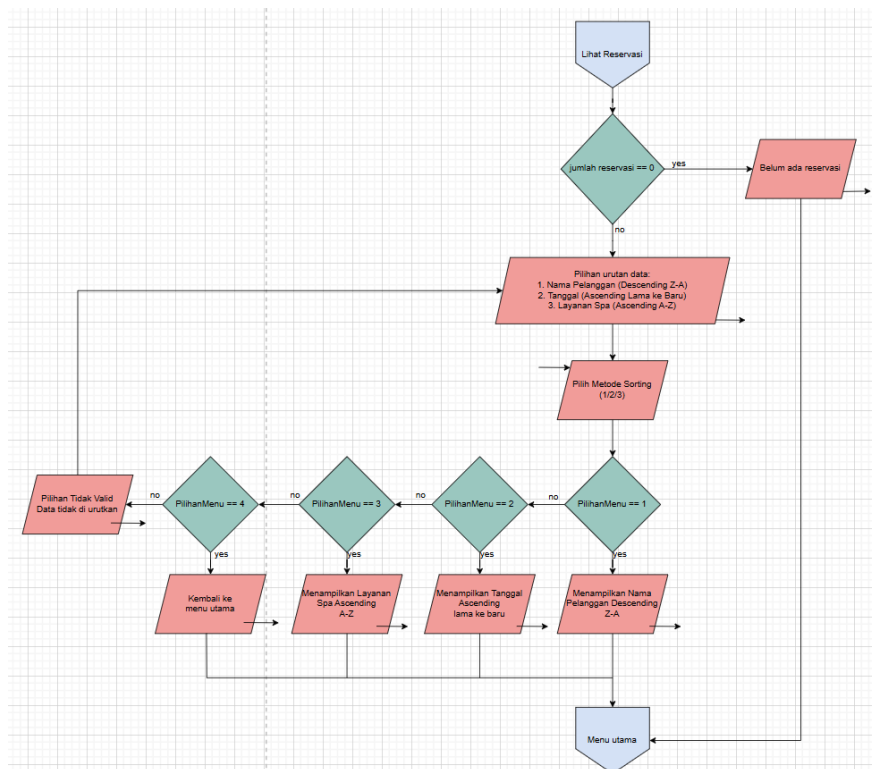 Lihat Reservasi
jumlah reservasi == 0
yes
Belum ada reservasi
no
Pilihan urutan data:
1. Nama Pelanggan (Descending Z-A)
2. Tanggal (Ascending Lama ke Baru)
3. Layanan Spa (Ascending A-Z)
Pilih Metode Sorting
(1/2/3)
PilihanMenu == 1
no
PilihanMenu == 2
no
PilihanMenu == 3
no
PilihanMenu == 4
no
Pilihan Tidak Valid
Data tidak di urutkan
yes
yes
yes
yes
Kembali ke
menu utama
Menampilkan Layanan
Spa Ascending
A-Z
Menampilkan Tanggal
Ascending
lama ke baru
Menampilkan Nama
Pelanggan Descending
Z-A
Menu utama